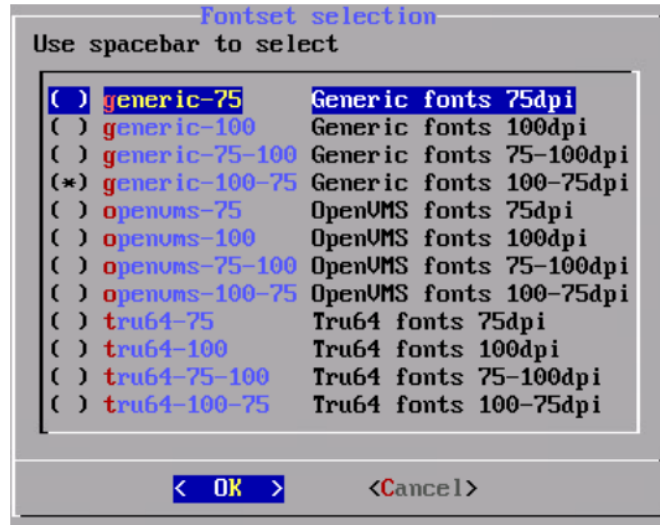 Fontset selection
Use spacebar to select
( ) generic-75 Generic fonts 75dpi
( ) generic-100 Generic fonts 100dpi
( ) generic-75-100 Generic fonts 75-100dpi
(*) generic-100-75 Generic fonts 100-75dpi
( ) openvms-75 OpenVMS fonts 75dpi
( ) openvms-100 OpenVMS fonts 100dpi
( ) openvms-75-100 OpenVMS fonts 75-100dpi
( ) openvms-100-75 OpenVMS fonts 100-75dpi
( ) tru64-75 Tru64 fonts 75dpi
( ) tru64-100 Tru64 fonts 100dpi
( ) tru64-75-100 Tru64 fonts 75-100dpi
( ) tru64-100-75 Tru64 fonts 100-75dpi
< OK > <Cancel>